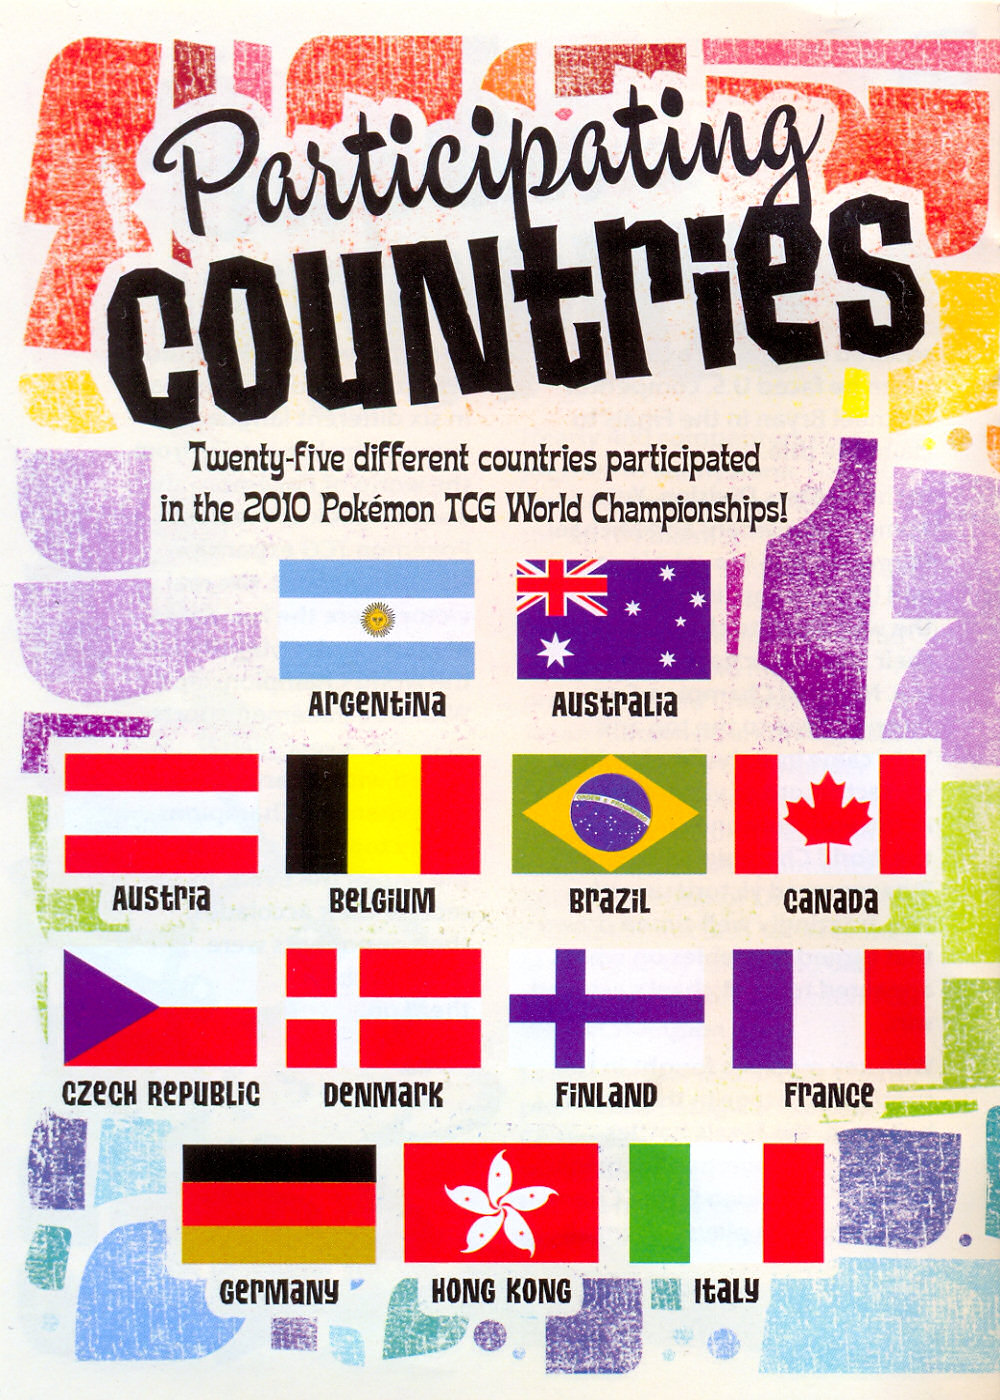 Participating
COUNTRIES
Twenty-five different countries participated
in the 2010 Pokémon TCG World Championships!
ARGENTINA AUSTRALIA
AUSTRIA BELGIUM BRAZIL CANADA
CZECH REPUBLIC DENMARK FINLAND FRANCE
GERMANY HONG KONG ITALY